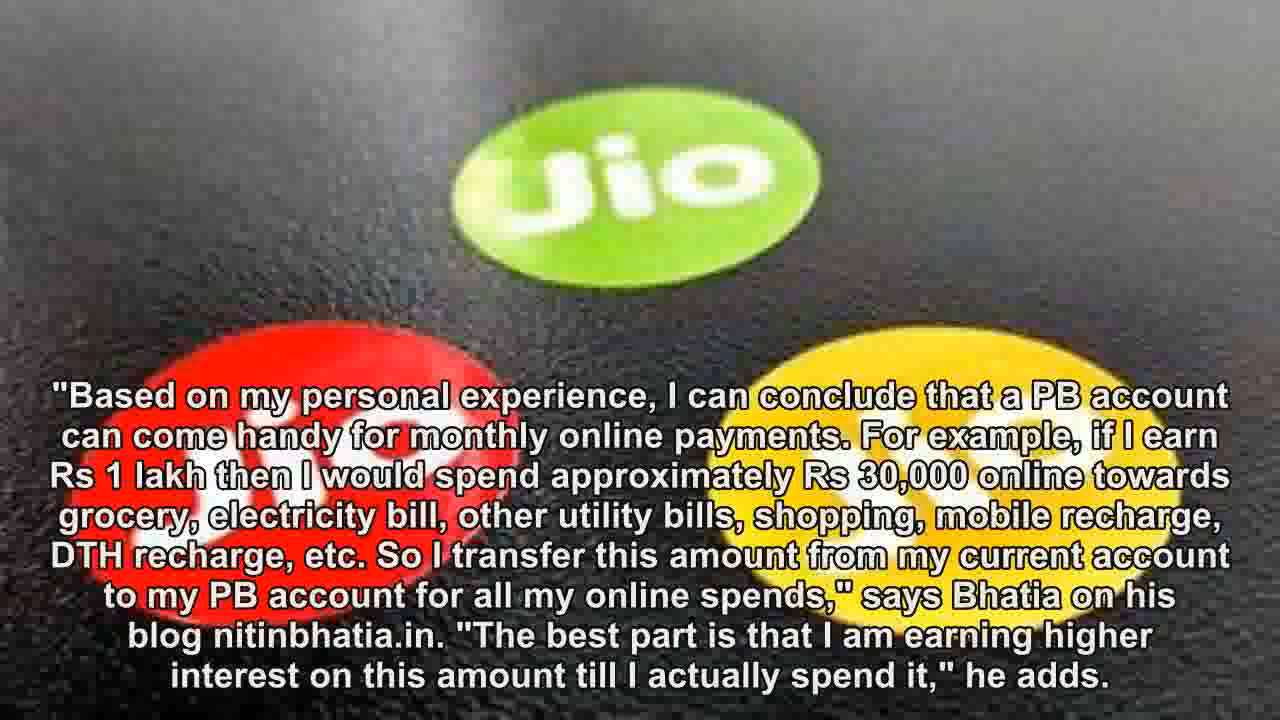 Jio
"Based on my personal experience, I can conclude that a PB account
can come handy for monthly online payments. For example, if I earn
Rs 1 lakh then I would spend approximately Rs 30,000 online towards
grocery, electricity bill, other utility bills, shopping, mobile recharge,
DTH recharge, etc. So I transfer this amount from my current account
to my PB account for all my online spends," says Bhatia on his
blog nitinbhatia.in. "The best part is that I am earning higher
interest on this amount till I actually spend it," he adds.
Jio
Jio